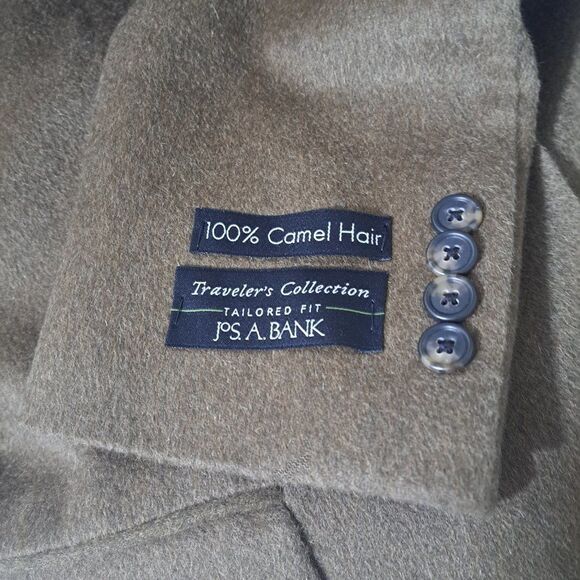 100% Camel Hair
Traveler's Collection
TAILORED FIT
JoS. A. BANK